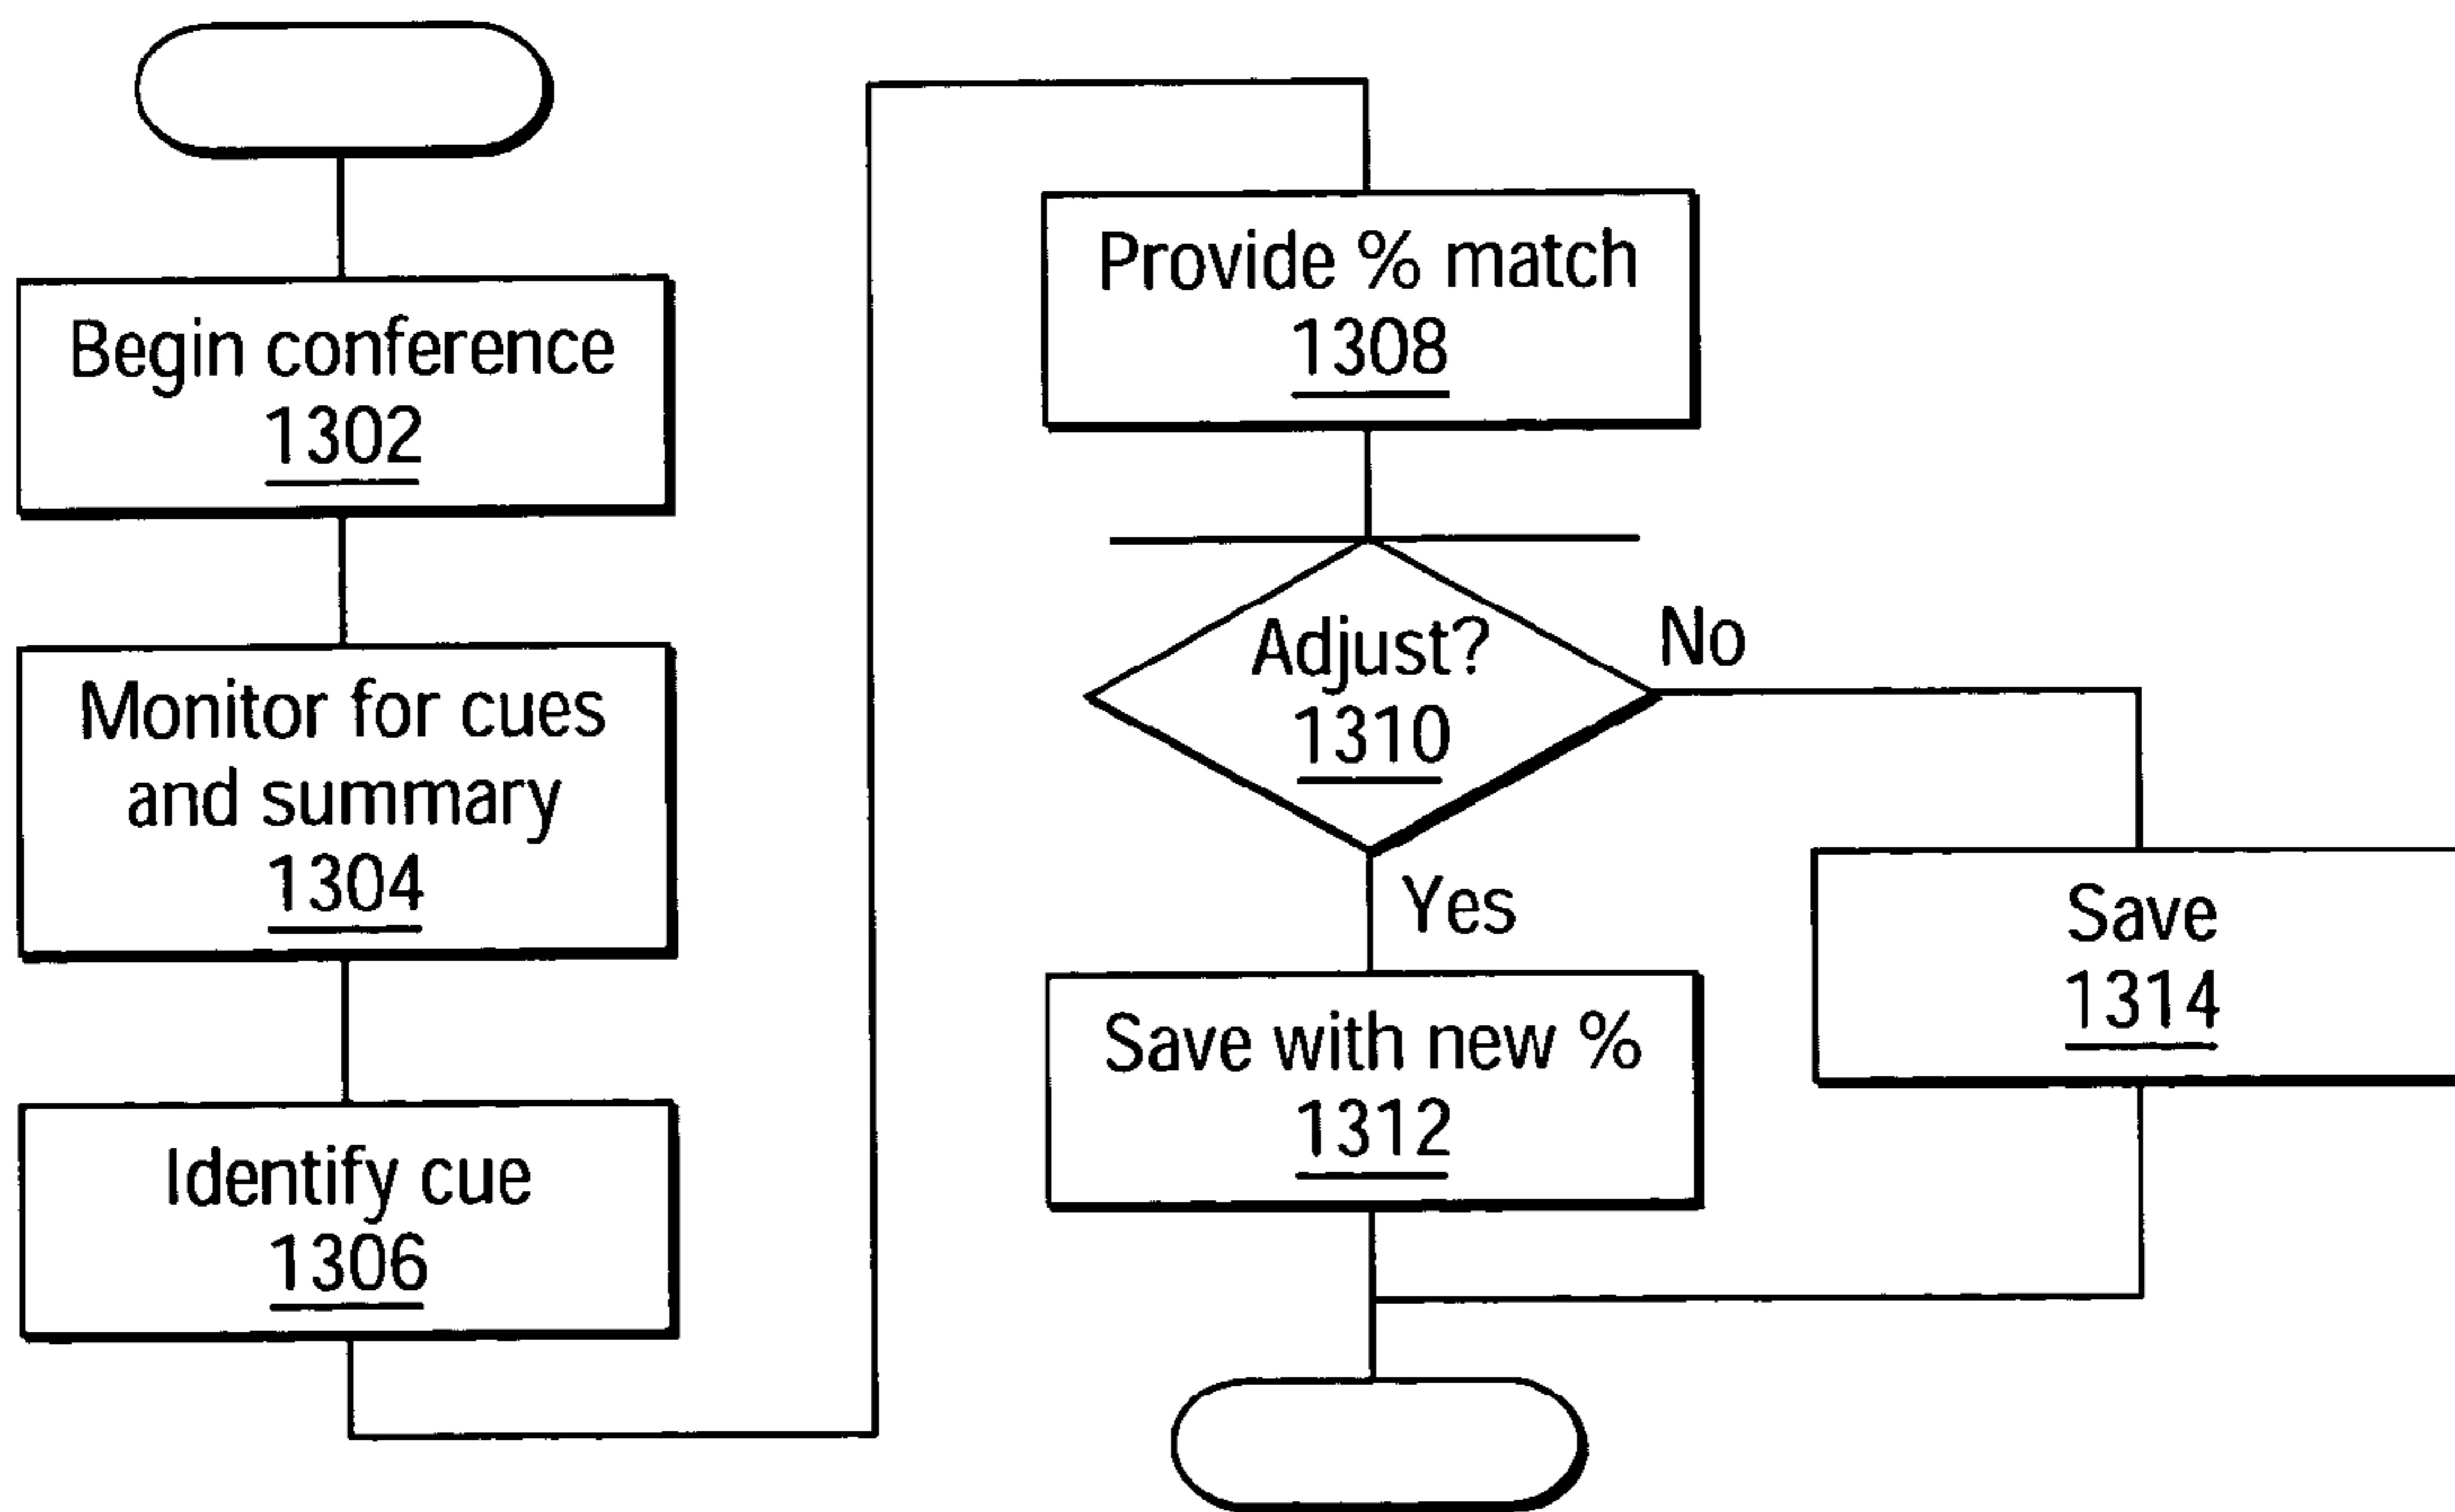 Begin conference
1302
Monitor for cues
and summary
1304
Identify cue
1306
Provide % match
1308
Adjust?
1310
No
Yes
Save with new %
1312
Save
1314